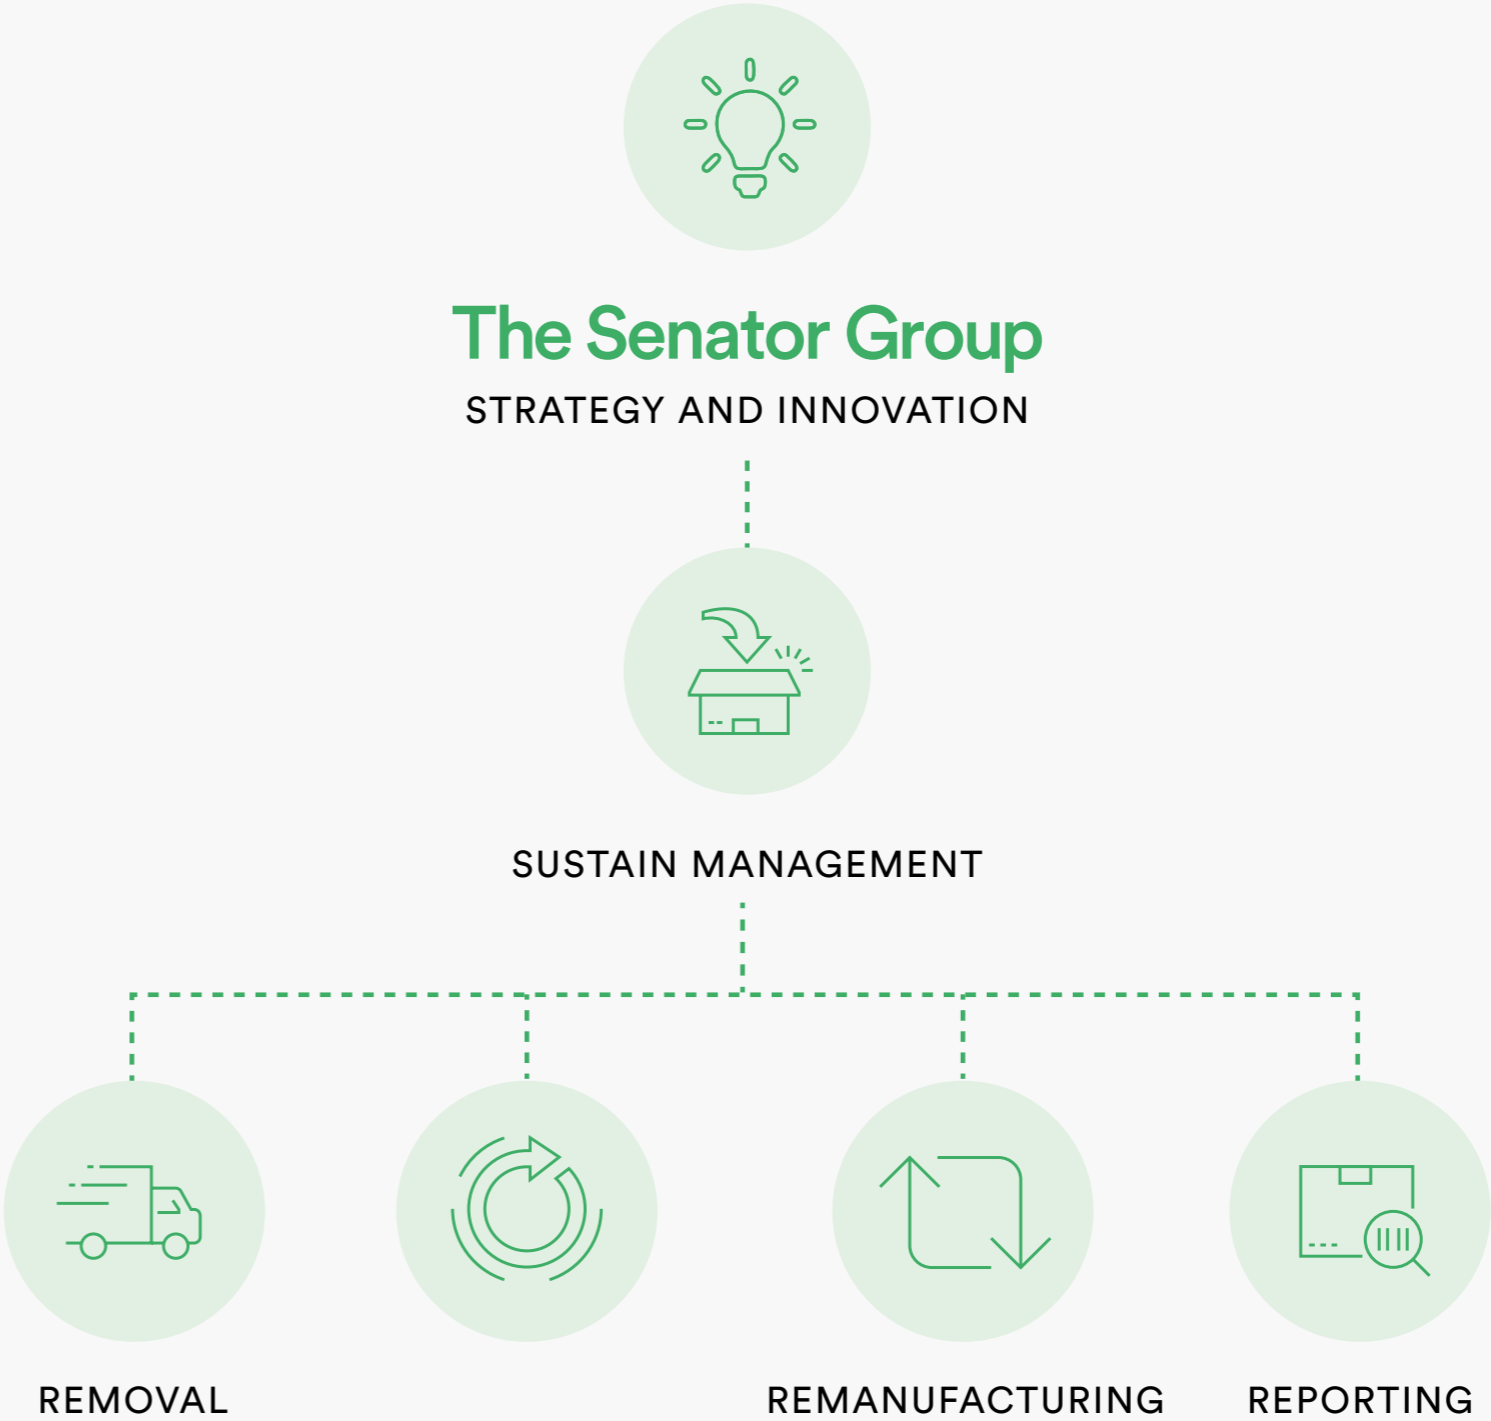 The Senator Group
STRATEGY AND INNOVATION
SUSTAIN MANAGEMENT
REMOVAL
REMANUFACTURING
REPORTING